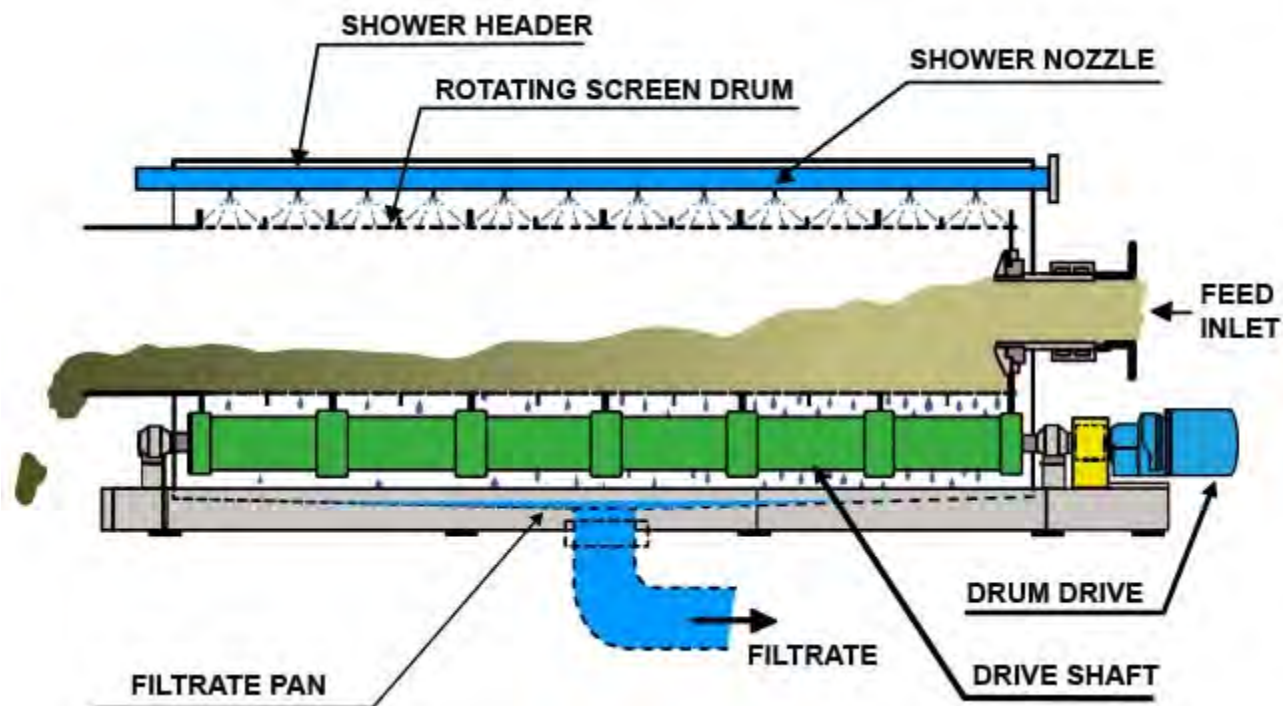 SHOWER HEADER
SHOWER NOZZLE
ROTATING SCREEN DRUM
FEED
INLET
DRUM DRIVE
FILTRATE
DRIVE SHAFT
FILTRATE PAN